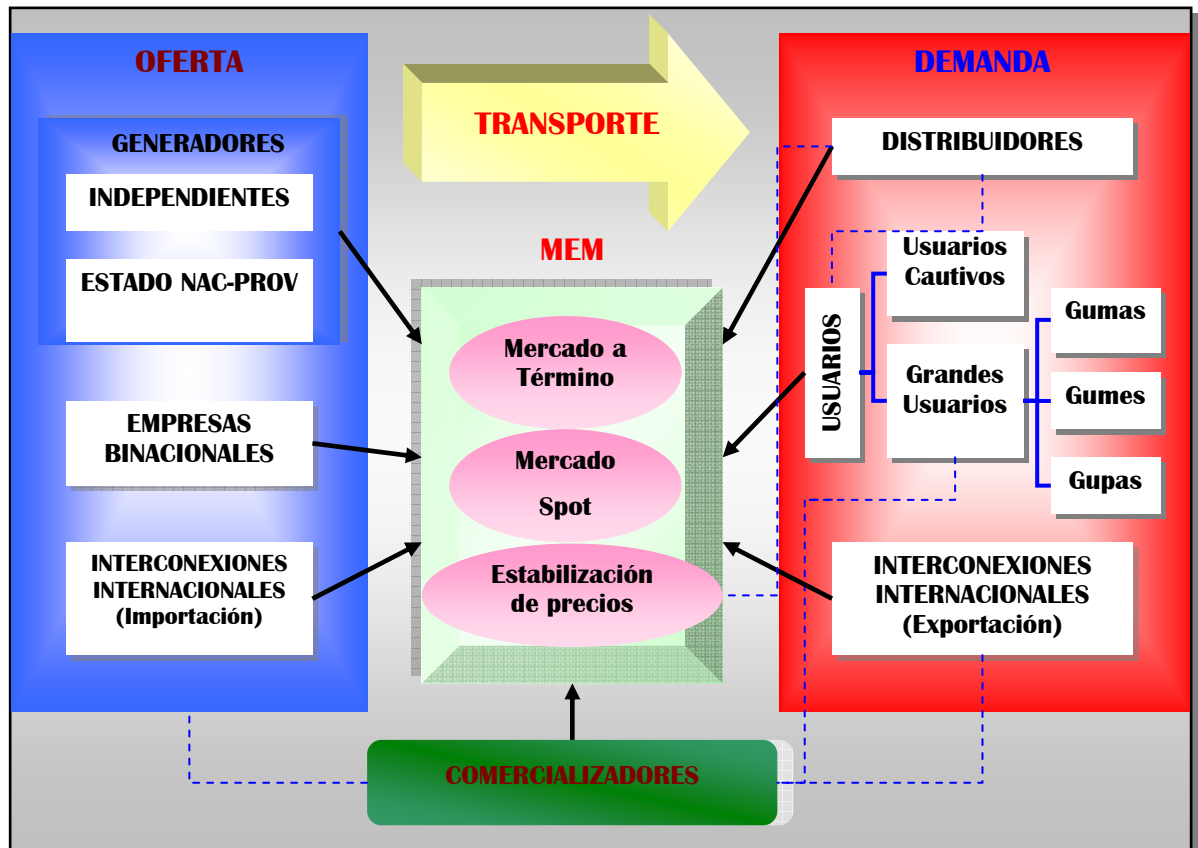 OFERTA
GENERADORES
INDEPENDIENTES
ESTADO NAC-PROV
EMPRESAS
BINACIONALES
INTERCONEXIONES
INTERNACIONALES
(Importación)
TRANSPORTE
MEM
Mercado a
Término
Mercado
Spot
Estabilización
de precios
COMERCIALIZADORES
DEMANDA
DISTRIBUIDORES
USUARIOS
Usuarios
Cautivos
Grandes
Usuarios
Gumas
Gumes
Gupas
INTERCONEXIONES
INTERNACIONALES
(Exportación)